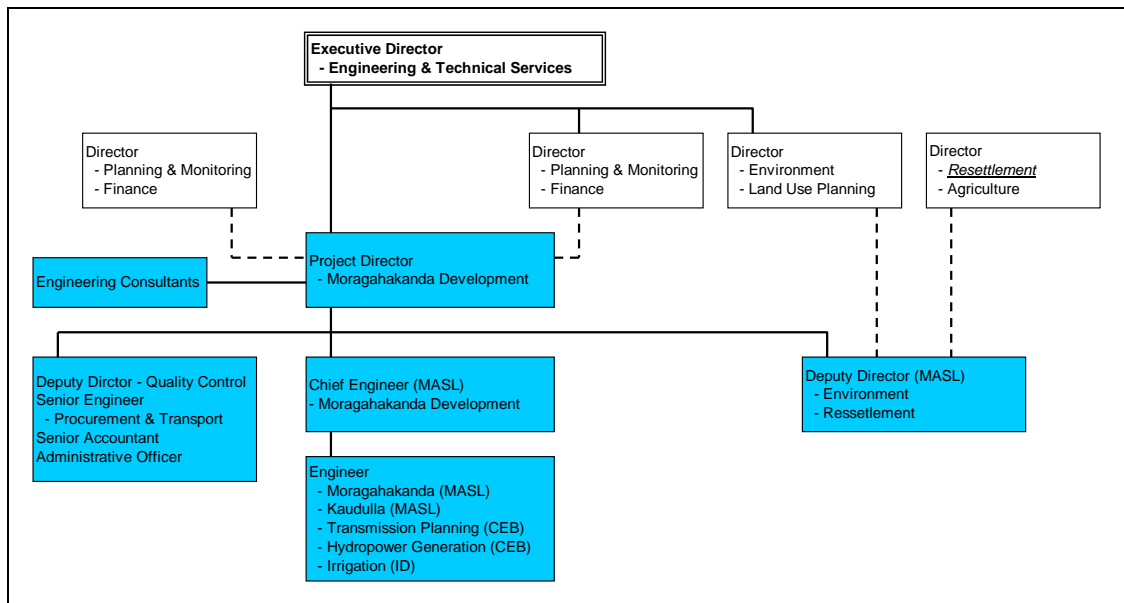 Executive Director
- Engineering & Technical Services
Director
- Planning & Monitoring
- Finance
Director
- Planning & Monitoring
- Finance
Director
- Environment
- Land Use Planning
Director
- Resettlement
- Agriculture
Engineering Consultants
Project Director
- Moragahakanda Development
Deputy Dirctor - Quality Control
Senior Engineer
- Procurement & Transport
Senior Accountant
Administrative Officer
Chief Engineer (MASL)
- Moragahakanda Development
Deputy Director (MASL)
- Environment
- Ressetlement
Engineer
- Moragahakanda (MASL)
- Kaudulla (MASL)
- Transmission Planning (CEB)
- Hydropower Generation (CEB)
- Irrigation (ID)